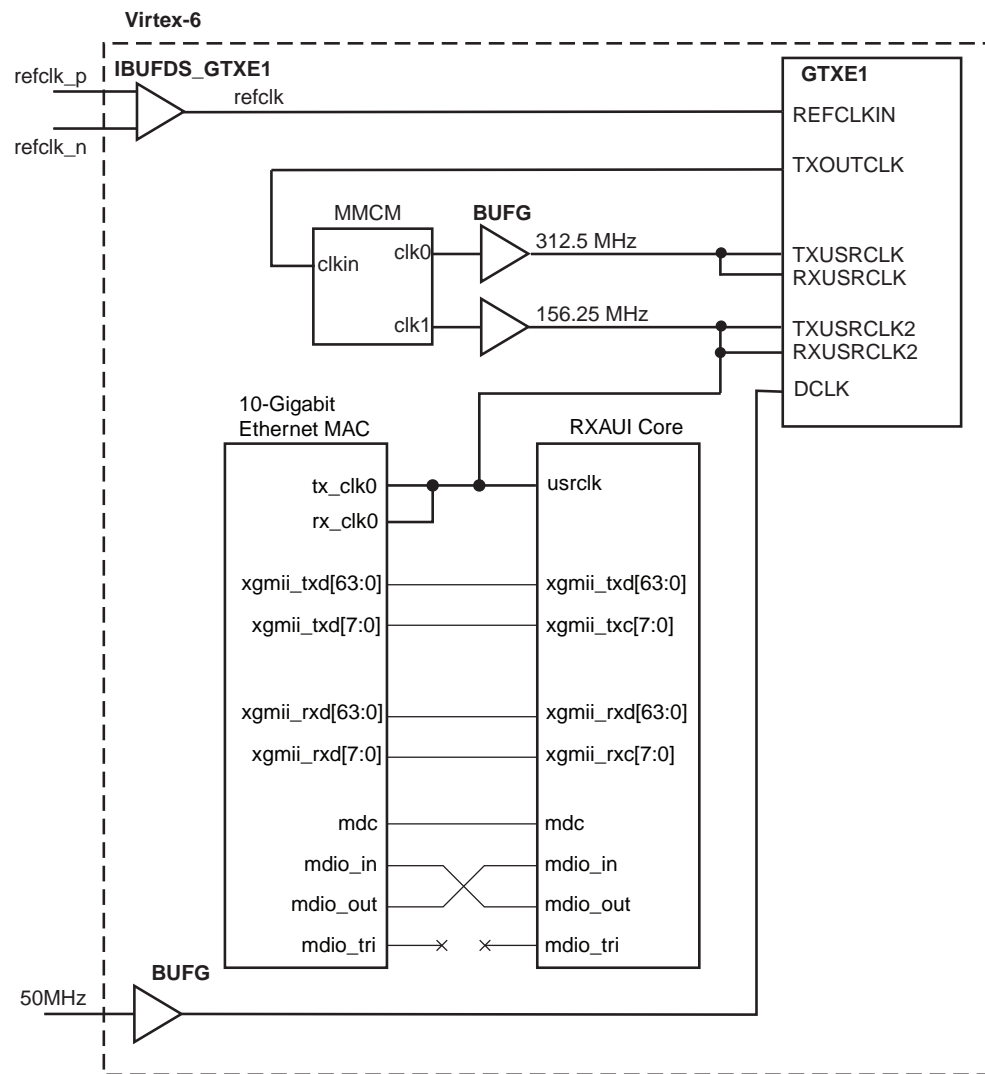 Virtex-6
refclk_p
IBUFDS_GTXE1
refclk
refclk_n
GTXE1
REFCLKIN
TXOUTCLK
TXUSRCLK
RXUSRCLK
TXUSRCLK2
RXUSRCLK2
DCLK
MMCM
clkin
clk0
clk1
BUFG
312.5 MHz
156.25 MHz
10-Gigabit
Ethernet MAC
tx_clk0
rx_clk0
xgmii_txd[63:0]
xgmii_txd[7:0]
xgmii_rxd[63:0]
xgmii_rxd[7:0]
mdc
mdio_in
mdio_out
mdio_tri
RXAUI Core
usrclk
xgmii_txd[63:0]
xgmii_txc[7:0]
xgmii_rxd[63:0]
xgmii_rxc[7:0]
mdc
mdio_in
mdio_out
mdio_tri
BUFG
50MHz